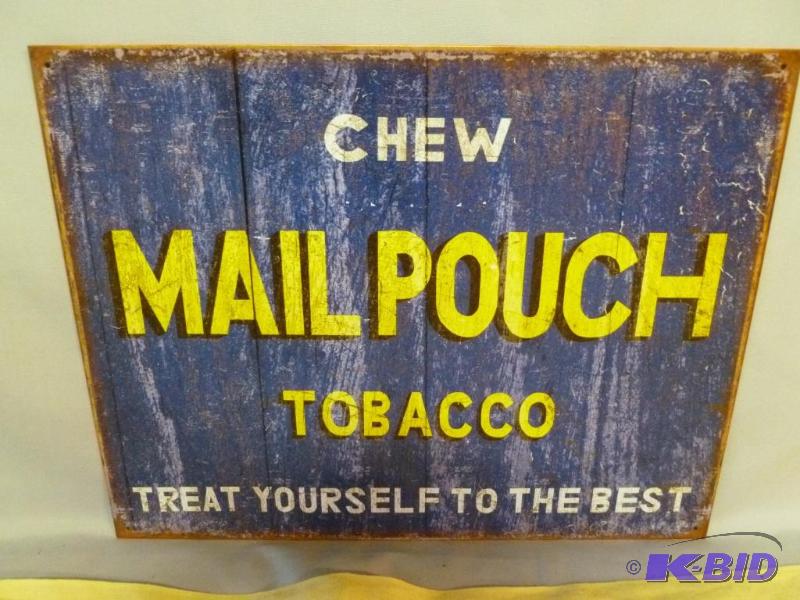 CHEW
MAIL POUCH
TOBACCO
TREAT YOURSELF TO THE BEST
© K-BID